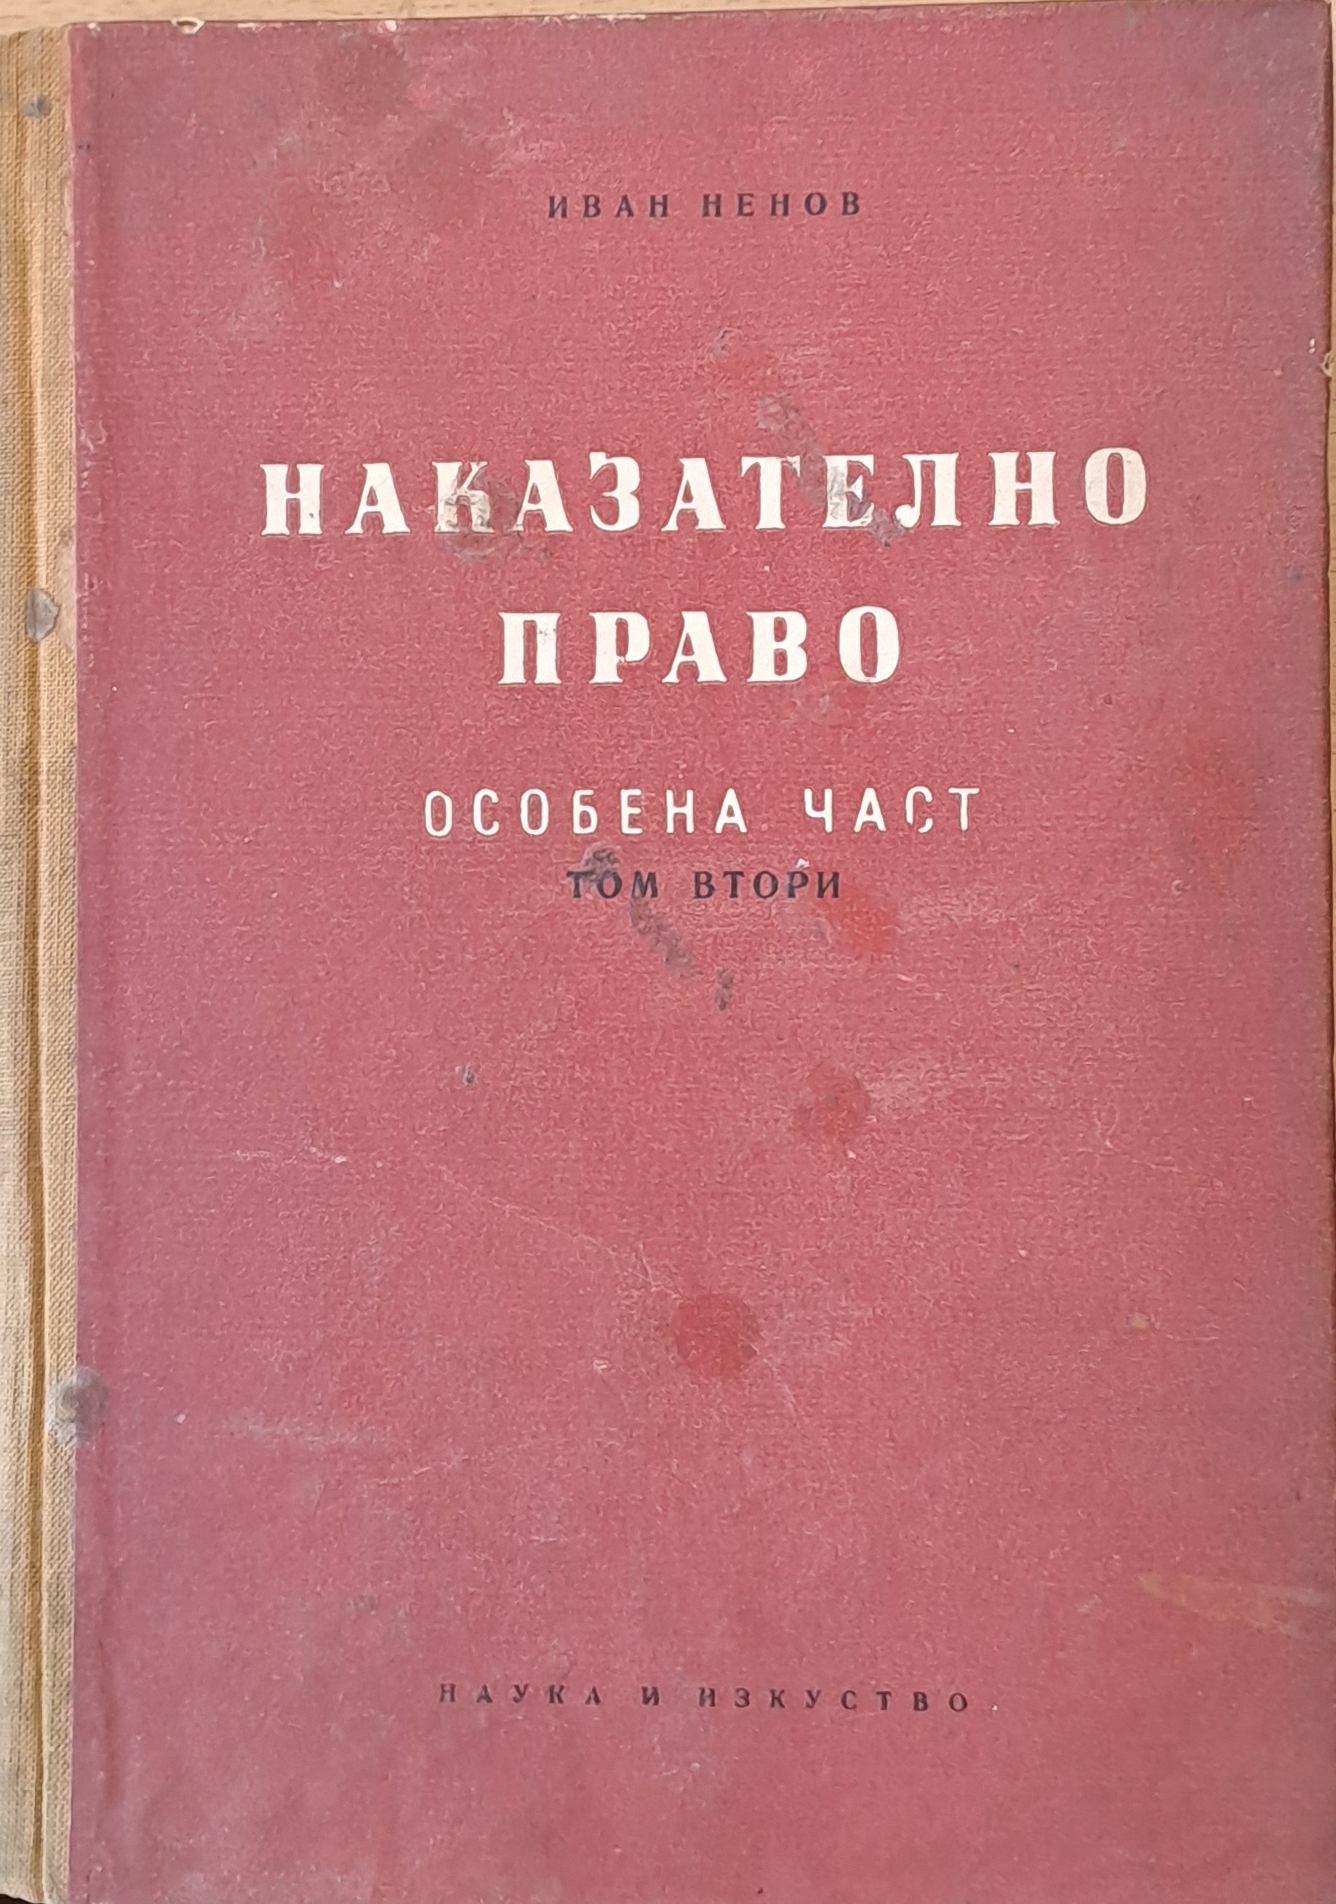 ИВАН НЕНОВ
НАКАЗАТЕЛНО
ПРАВО
ОСОБЕНА ЧАСТ
ТОМ ВТОРИ
НАУКА И ИЗКУСТВО